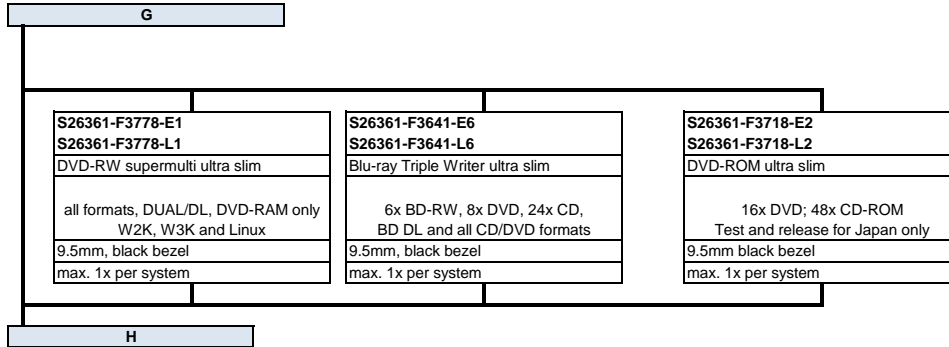 G
S26361-F3778-E1
S26361-F3778-L1
DVD-RW supermulti ultra slim
all formats, DUAL/DL, DVD-RAM only
W2K, W3K and Linux
9.5mm, black bezel
max. 1x per system
S26361-F3641-E6
S26361-F3641-L6
Blu-ray Triple Writer ultra slim
6x BD-RW, 8x DVD, 24x CD,
BD DL and all CD/DVD formats
9.5mm, black bezel
max. 1x per system
S26361-F3718-E2
S26361-F3718-L2
DVD-ROM ultra slim
16x DVD; 48x CD-ROM
Test and release for Japan only
9.5mm black bezel
max. 1x per system
H